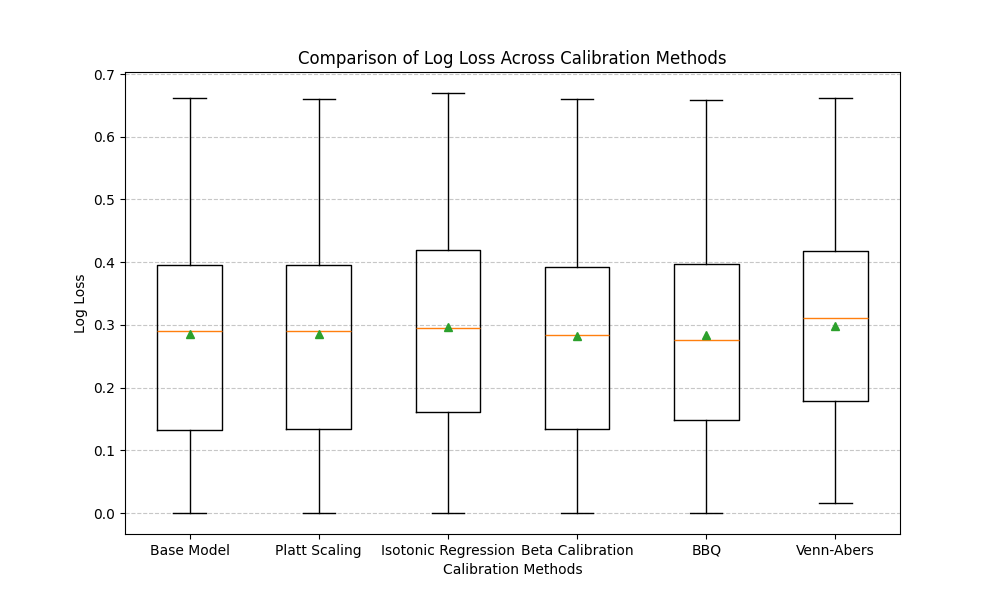 Comparison of Log Loss Across Calibration Methods
0.7
0.6
0.5
0.4
0.3
0.2
0.1
0.0
Log Loss
Base Model Platt Scaling Isotonic Regression Beta Calibration BBQ Venn-Abers
Calibration Methods